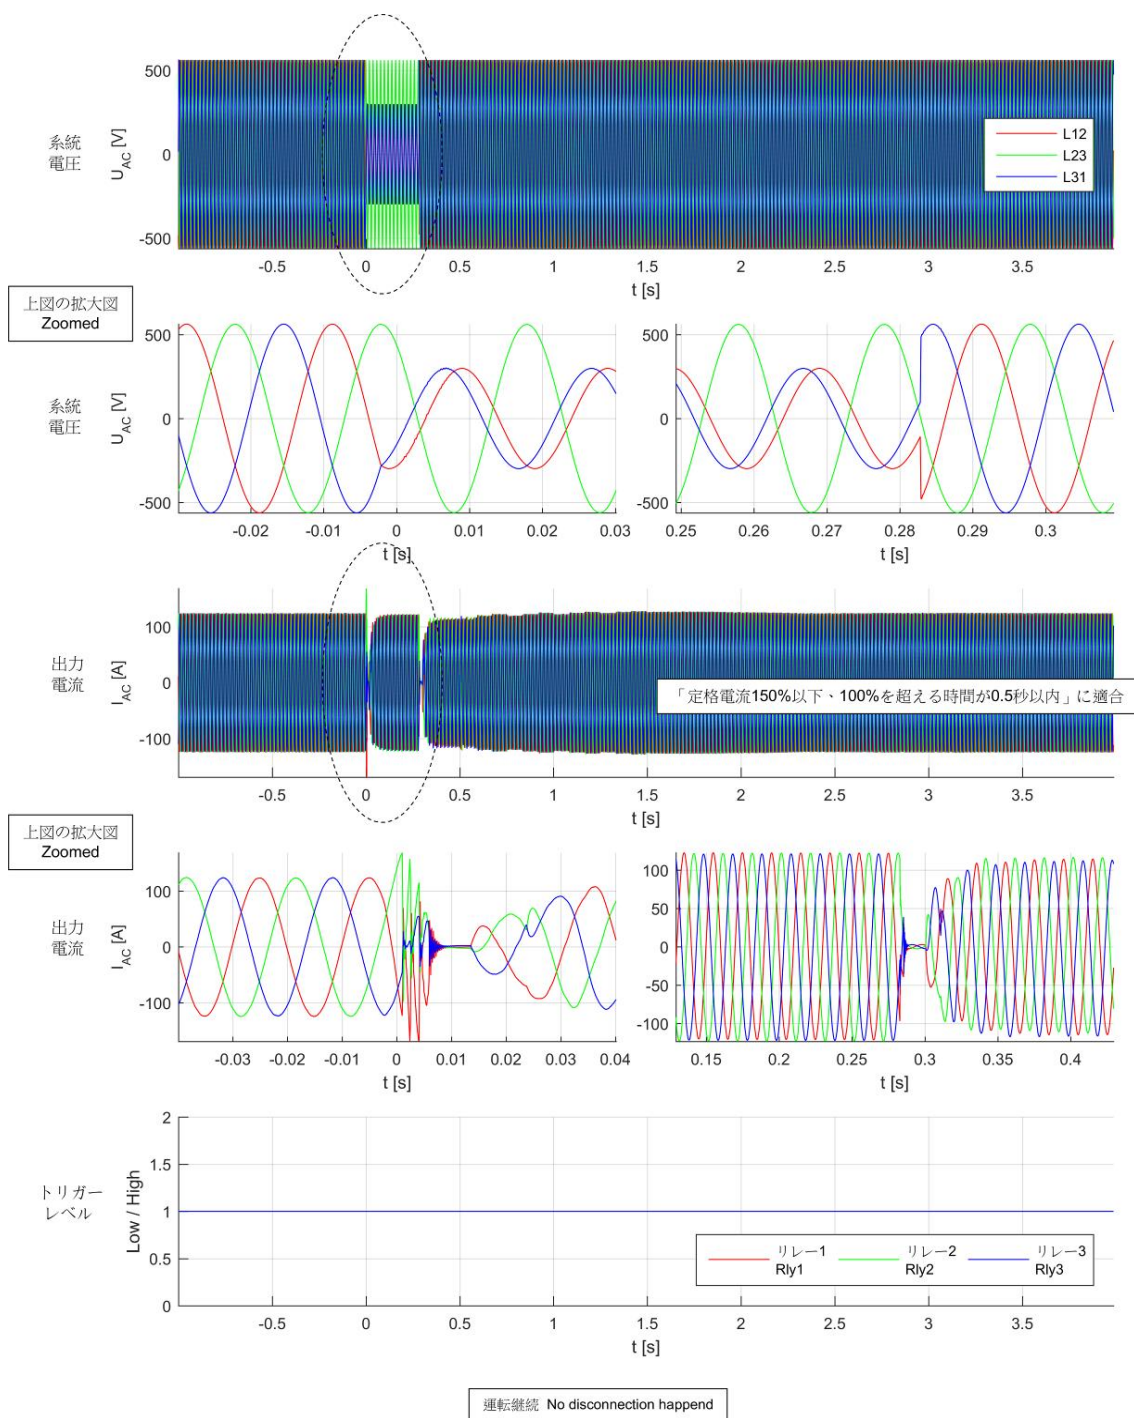 500
0
-500
系統
電圧
U_AC [V]
L12
L23
L31
-0.5 0 0.5 1 1.5 2 2.5 3 3.5
t [s]
上図の拡大図
Zoomed
系統
電圧
U_AC [V]
500
0
-500
-0.02 -0.01 0 0.01 0.02 0.03
t [s]
500
0
-500
0.25 0.26 0.27 0.28 0.29 0.3
t [s]
出力
電流
I_AC [A]
100
0
-100
「定格電流150%以下、100%を超える時間が0.5秒以内」に適合
-0.5 0 0.5 1 1.5 2 2.5 3 3.5
t [s]
上図の拡大図
Zoomed
出力
電流
I_AC [A]
100
0
-100
-0.03 -0.02 -0.01 0 0.01 0.02 0.03 0.04
t [s]
100
50
0
-50
-100
0.15 0.2 0.25 0.3 0.35 0.4
t [s]
トリガー
レベル
Low / High
2
1.5
1
0.5
0
リレー1 リレー2 リレー3
Rly1 Rly2 Rly3
-0.5 0 0.5 1 1.5 2 2.5 3 3.5
t [s]
運転継続 No disconnection happend